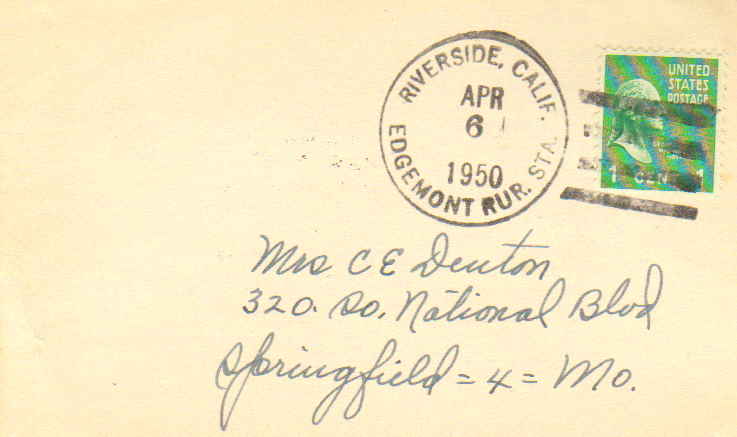 RIVERSIDE, CALIF.
APR
6
1950
EDGEMONT RUR. STA.
UNITED
STATES
POSTAGE
1 CENT 1
Mrs C E Denton
320. So. National Blvd
Springfield = 4 = Mo.